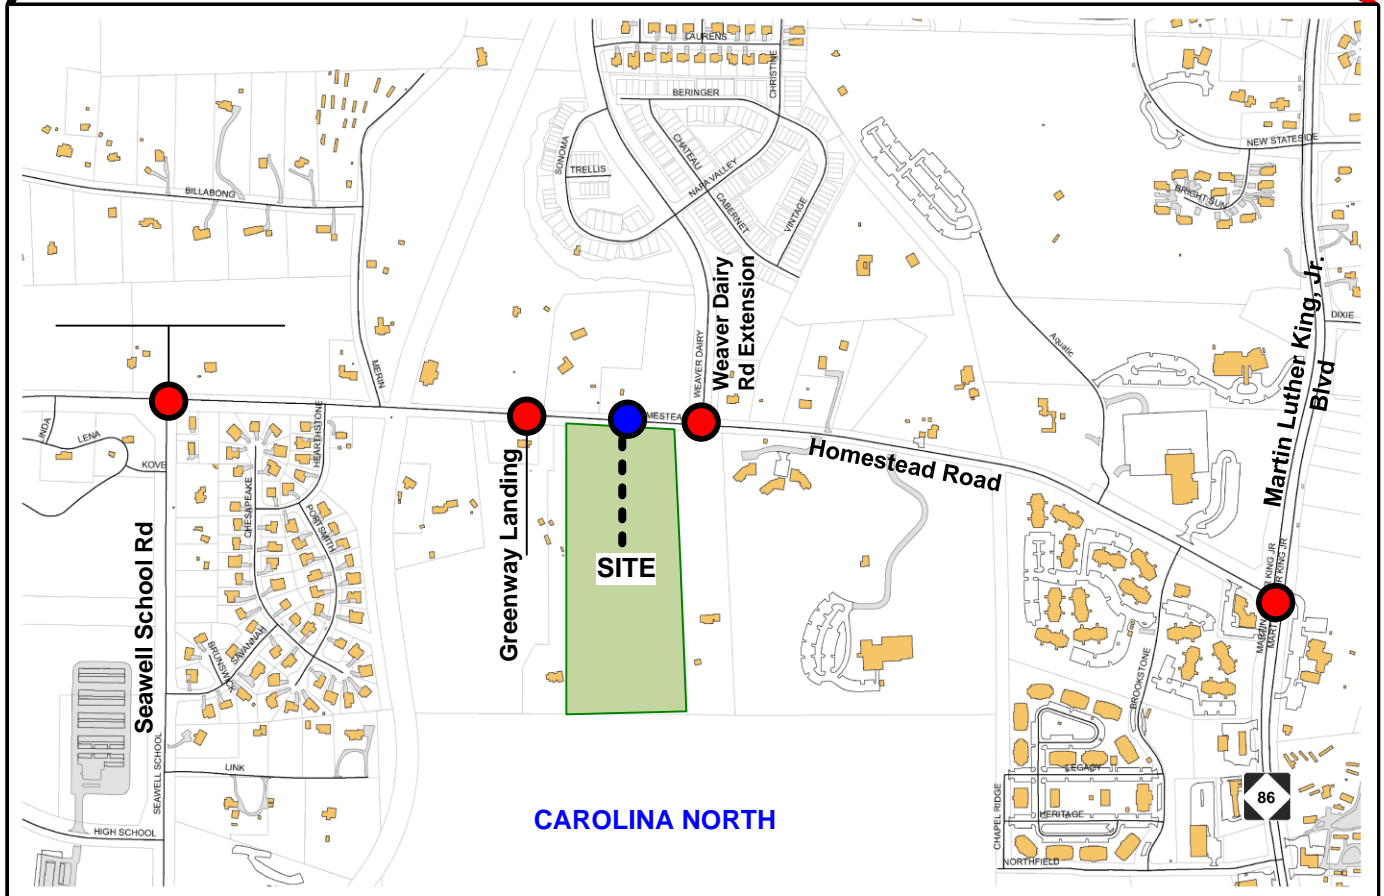 LAURENS
CHRISTINE
BERINGER
SONOMA
TRELLIS
CHATEAU
NAPA VALLEY
CABERNET
VINTAGE
NEW STATESIDE
BRIGHT SUN
BILLABONG
DIXIE
Aquatic
MERIN
WEAVER DAIRY
Weaver Dairy
Rd Extension
Martin Luther King, Jr.
Blvd
LENA
KOVE
HEARTHSTONE
CHESAPEAKE
PORTSMITH
SAVANNAH
BRUNSWICK
Seawell School Rd
SEAWELL SCHOOL
LINK
HIGH SCHOOL
Greenway Landing
SITE
Homestead Road
KING JR
BROOKSTONE
LEGACY
HERITAGE
CHAPEL RIDGE
NORTHFIELD
86
CAROLINA NORTH